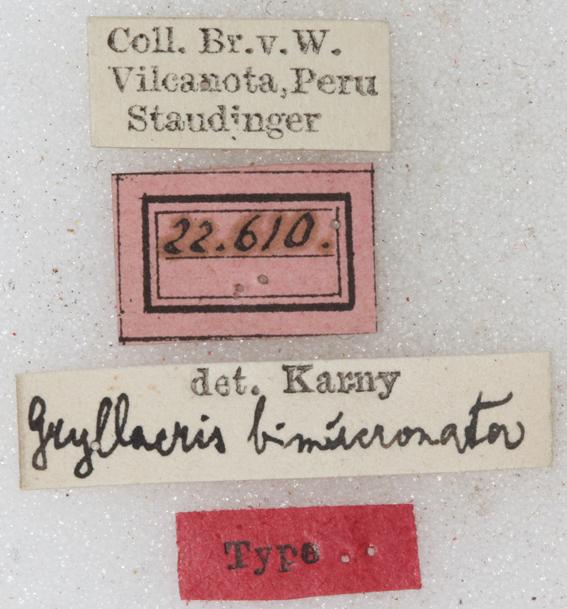 Coll. Br.v.W.
Vilcanota,Peru
Staudinger
22.610.
det. Karny
Gryllacris bimucronata
Type